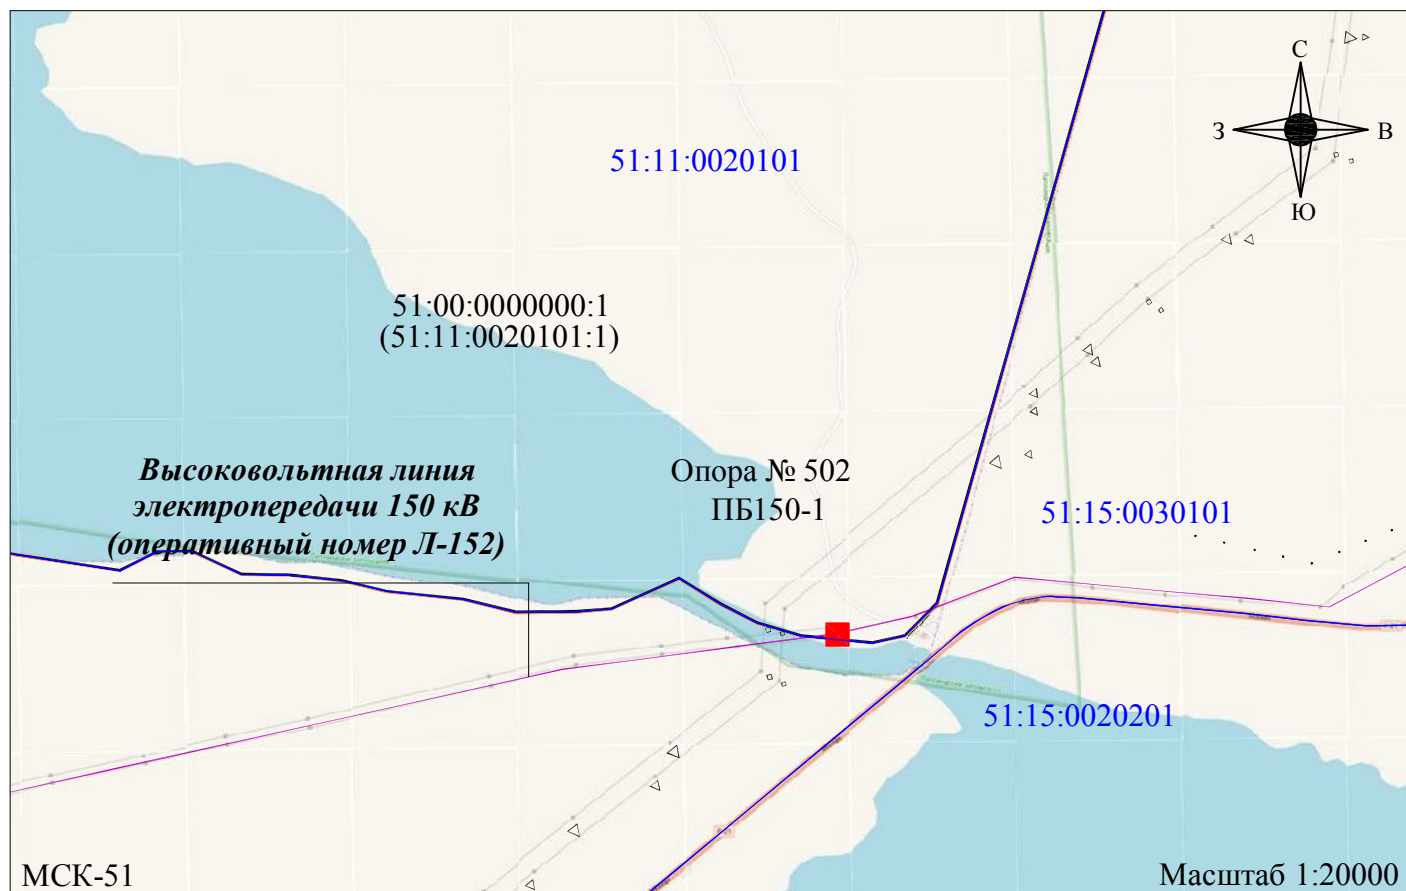 С
З
В
Ю
51:11:0020101
51:00:0000000:1
(51:11:0020101:1)
Высоковольтная линия
электропередачи 150 кВ
(оперативный номер Л-152)
Опора № 502
ПБ150-1
51:15:0030101
51:15:0020201
МСК-51
Масштаб 1:20000